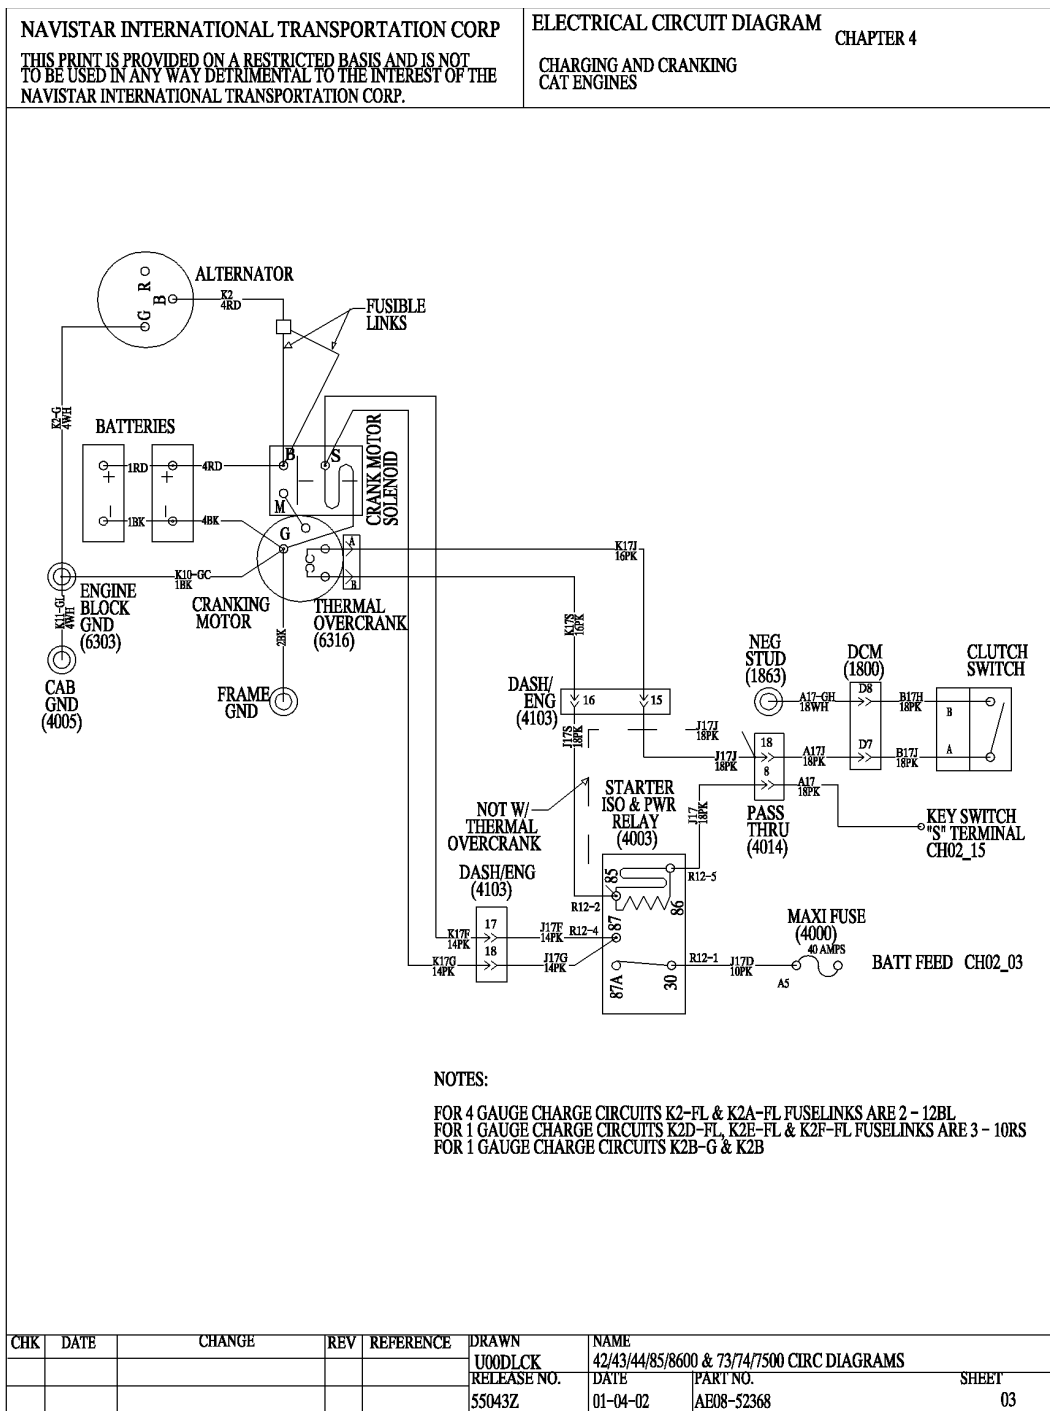 NAVISTAR INTERNATIONAL TRANSPORTATION CORP
THIS PRINT IS PROVIDED ON A RESTRICTED BASIS AND IS NOT
TO BE USED IN ANY WAY DETRIMENTAL TO THE INTEREST OF THE
NAVISTAR INTERNATIONAL TRANSPORTATION CORP.
ELECTRICAL CIRCUIT DIAGRAM
CHAPTER 4
CHARGING AND CRANKING
CAT ENGINES
ALTERNATOR
R
B
G
K2
4RD
FUSIBLE
LINKS
K2-G
4WH
BATTERIES
1RD
4RD
+
+
1BK
4BK
-
-
B
S
M
G
CRANK MOTOR
SOLENOID
A
B
CC
K17J
16PK
K10-GC
1BK
ENGINE
BLOCK
GND
(6303)
K11-GL
4WH
CRANKING
MOTOR
THERMAL
OVERCRANK
(6316)
2BK
K17S
16PK
CAB
GND
(4005)
FRAME
GND
DASH/
ENG
(4103)
16
15
NEG
STUD
(1863)
DCM
(1800)
CLUTCH
SWITCH
A17-GH
18WH
D8
B17H
18PK
B
J17S
18PK
J17J
18PK
J17J
18PK
18
8
A17J
18PK
D7
B17J
18PK
A
A17
18PK
NOT W/
THERMAL
OVERCRANK
STARTER
ISO & PWR
RELAY
(4003)
J17
18PK
PASS
THRU
(4014)
KEY SWITCH
"S" TERMINAL
CH02_15
DASH/ENG
(4103)
85
R12-5
R12-2
86
87
K17F
14PK
17
J17F
14PK
R12-4
K17G
14PK
18
J17G
14PK
87A
30
R12-1
J17D
10PK
MAXI FUSE
(4000)
40 AMPS
A5
BATT FEED CH02_03
NOTES:
FOR 4 GAUGE CHARGE CIRCUITS K2-FL & K2A-FL FUSELINKS ARE 2 - 12BL
FOR 1 GAUGE CHARGE CIRCUITS K2D-FL, K2E-FL & K2F-FL FUSELINKS ARE 3 - 10RS
FOR 1 GAUGE CHARGE CIRCUITS K2B-G & K2B
CHK DATE CHANGE REV REFERENCE
DRAWN
U00DLCK
NAME
42/43/44/85/8600 & 73/74/7500 CIRC DIAGRAMS
RELEASE NO.
55043Z
DATE
01-04-02
PART NO.
AE08-52368
SHEET
03